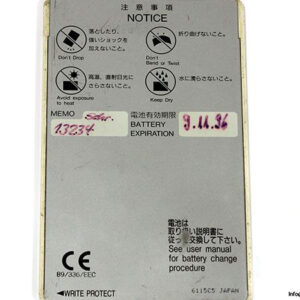 注意事項
NOTICE
落としたり、
強いショックを
加えないこと。
Don't Drop
折り曲げないこと。
Don't
Bend or Twist
高温、直射日光に
さらさないこと。
Avoid exposure
to heat
水に濡らさないこと。
Keep Dry
MEMO
13234
電池有効期限
BATTERY
EXPIRATION
9.11.96
電池は
取り扱い説明書に
従って交換して下さい。
See user manual
for battery change
procedure
CE
89/336/EEC
◀WRITE PROTECT
6115C5 JAPAN
Info